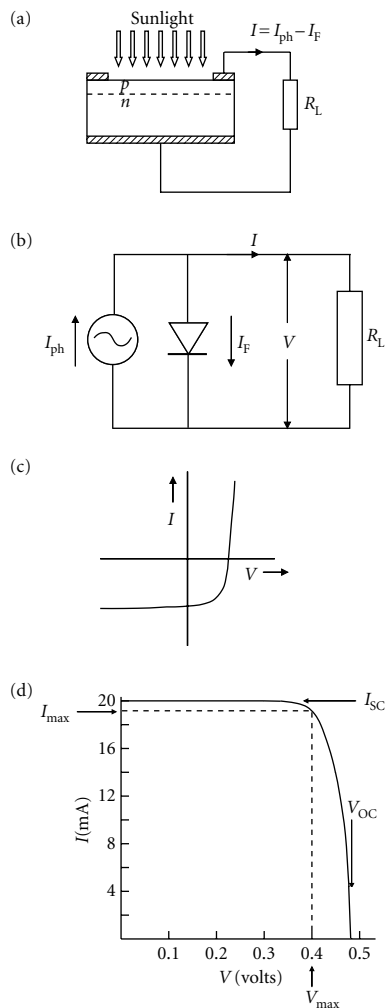 (a)
Sunlight
I = I_ph – I_F
p
n
R_L
(b)
I
I_ph
I_F
V
R_L
(c)
I
V
(d)
20
I_max
I_SC
16
12
V_OC
I(mA)
8
4
0.1 0.2 0.3 0.4 0.5
V (volts)
V_max